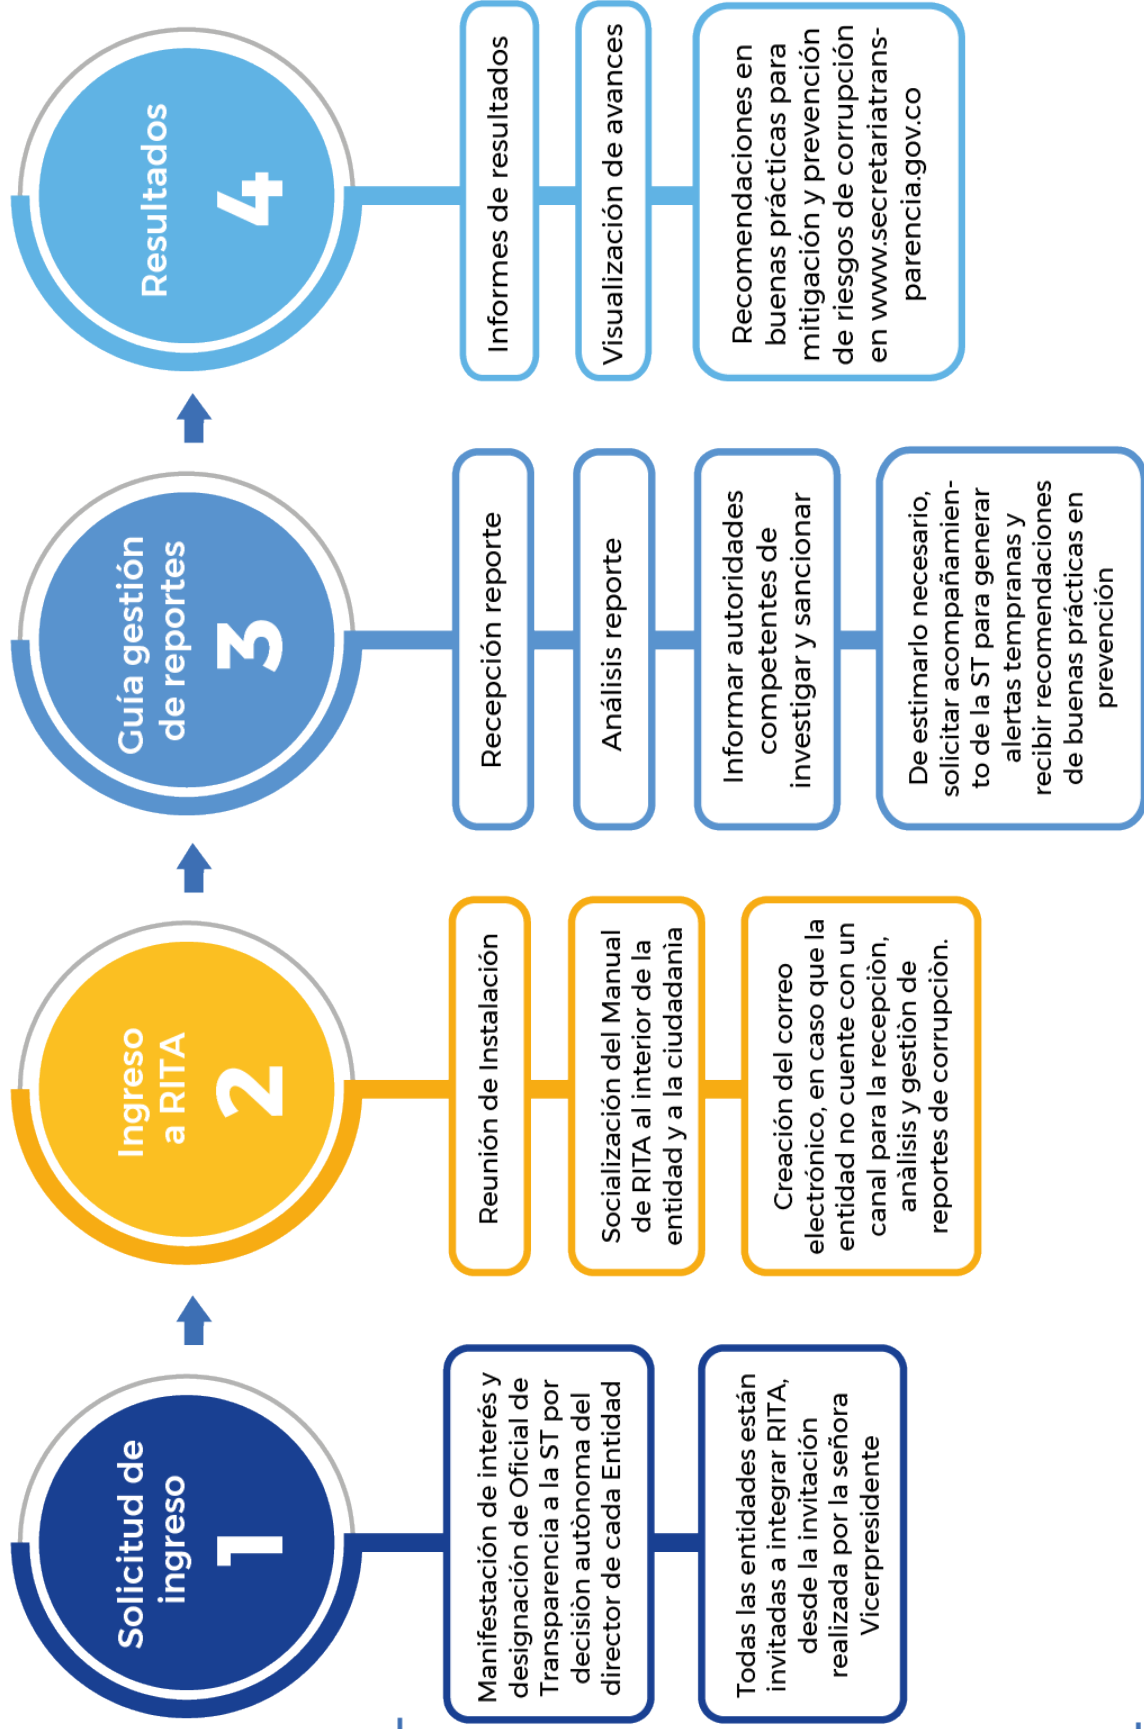 Solicitud de
ingreso
1
Manifestación de interés y
designación de Oficial de
Transparencia a la ST por
decisiòn autònoma del
director de cada Entidad
Todas las entidades están
invitadas a integrar RITA,
desde la invitación
realizada por la señora
Vicerpresidente
Ingreso
a RITA
2
Reunión de Instalación
Socialización del Manual
de RITA al interior de la
entidad y a la ciudadanìa
Creación del correo
electrónico, en caso que la
entidad no cuente con un
canal para la recepciòn,
anàlisis y gestiòn de
reportes de corrupciòn.
Guía gestión
de reportes
3
Recepción reporte
Análisis reporte
Informar autoridades
competentes de
investigar y sancionar
De estimarlo necesario,
solicitar acompañamien-
to de la ST para generar
alertas tempranas y
recibir recomendaciones
de buenas prácticas en
prevención
Resultados
4
Informes de resultados
Visualización de avances
Recomendaciones en
buenas prácticas para
mitigación y prevención
de riesgos de corrupción
en www.secretariatrans-
parencia.gov.co